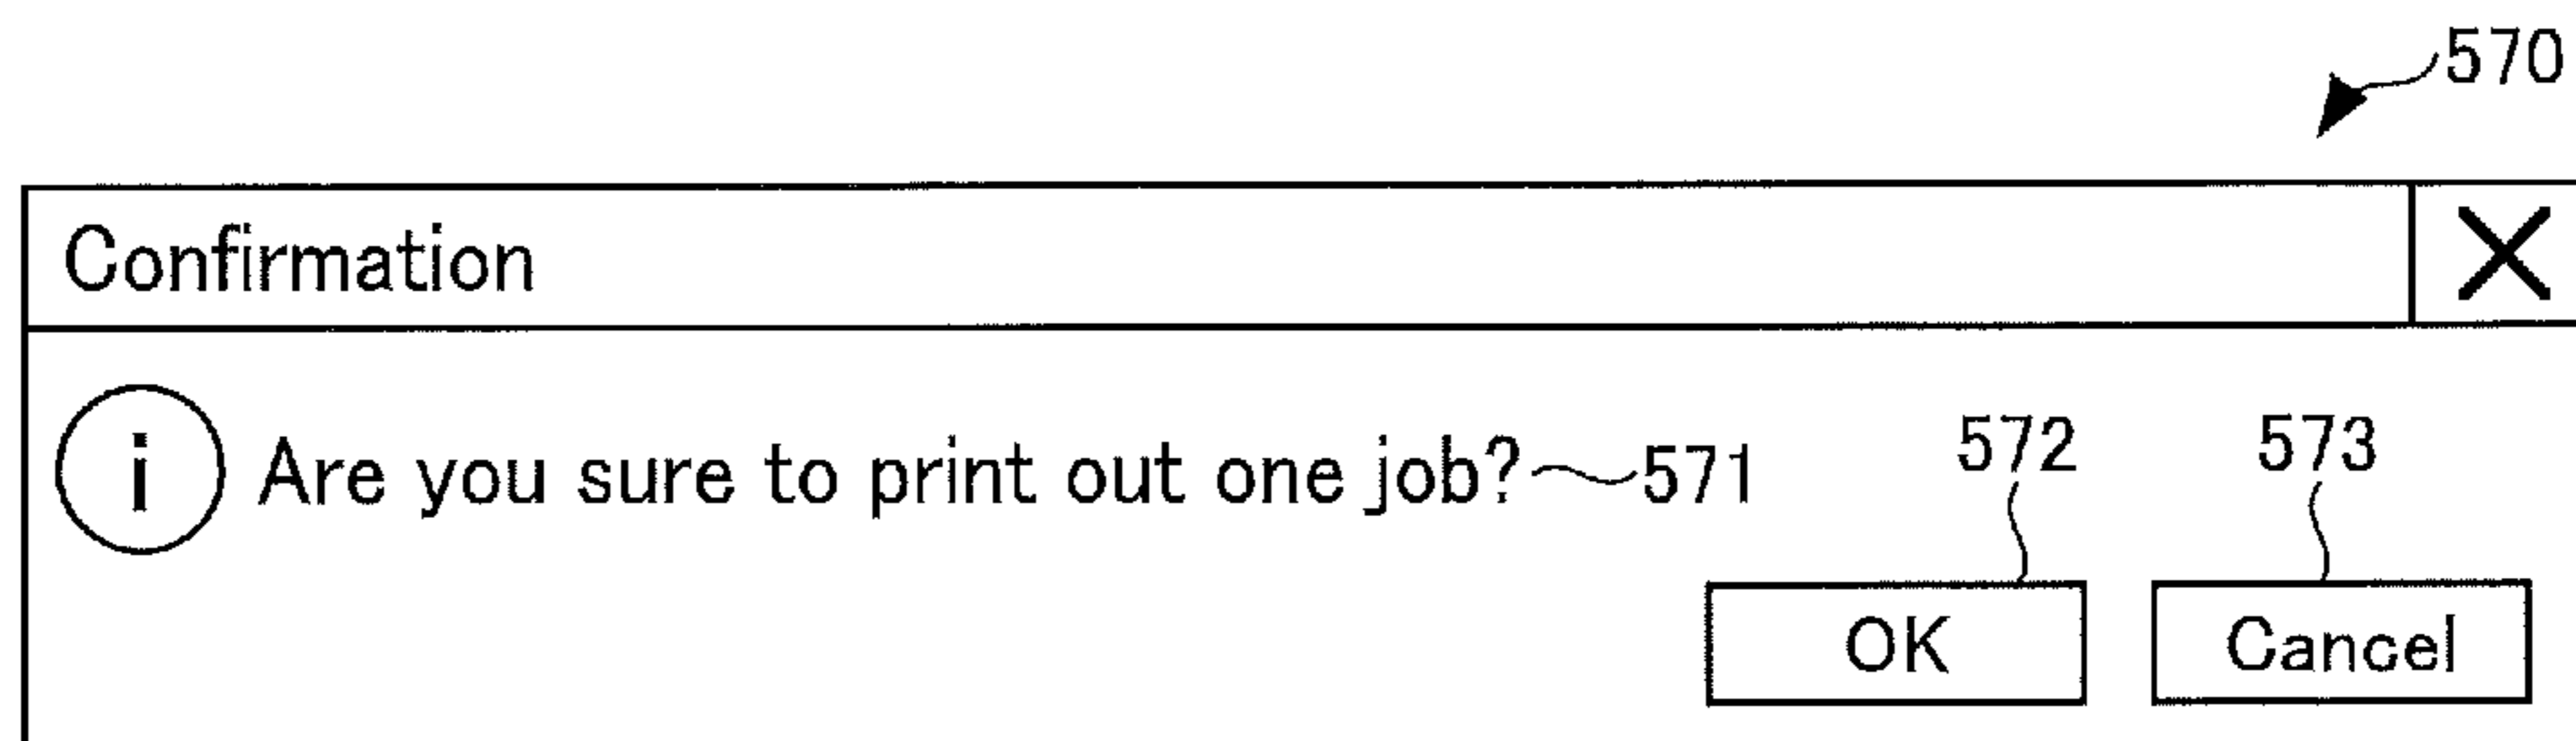 570
Confirmation X
i Are you sure to print out one job? 571
572 573
OK Cancel